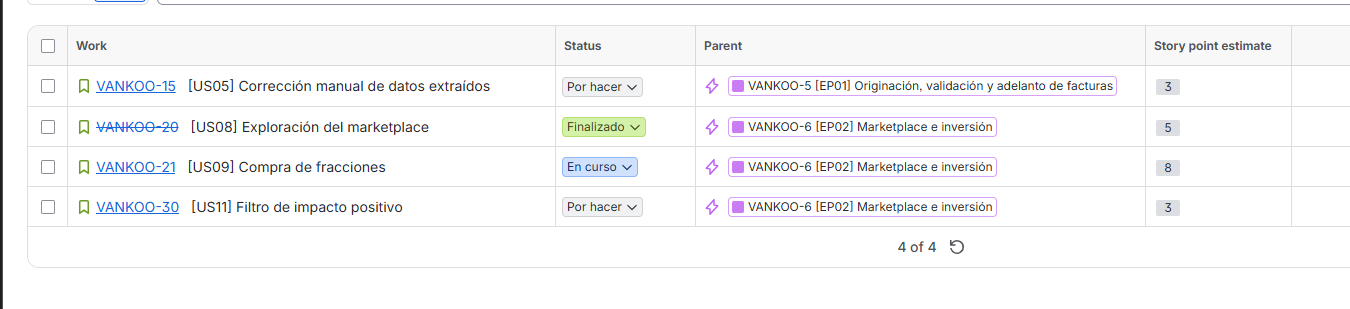 Work Status Parent Story point estimate
VANKOO-15 [US05] Corrección manual de datos extraídos Por hacer VANKOO-5 [EP01] Originación, validación y adelanto de facturas 3
VANKOO-20 [US08] Exploración del marketplace Finalizado VANKOO-6 [EP02] Marketplace e inversión 5
VANKOO-21 [US09] Compra de fracciones En curso VANKOO-6 [EP02] Marketplace e inversión 8
VANKOO-30 [US11] Filtro de impacto positivo Por hacer VANKOO-6 [EP02] Marketplace e inversión 3
4 of 4